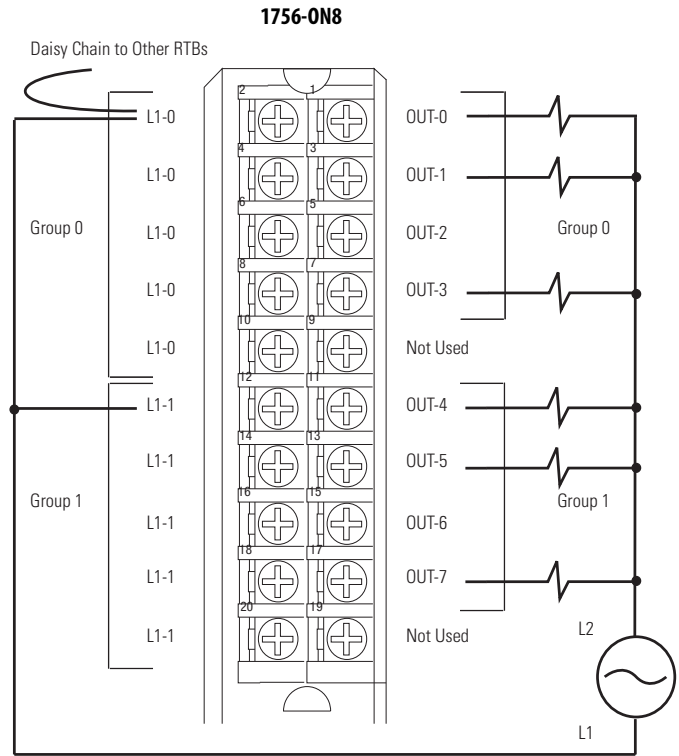 1756-ON8
Daisy Chain to Other RTBs
2 1
L1-0 OUT-0
4 3
L1-0 OUT-1
6 5
Group 0 L1-0 OUT-2 Group 0
8 7
L1-0 OUT-3
10 9
L1-0 Not Used
12 11
L1-1 OUT-4
14 13
L1-1 OUT-5
16 15
Group 1 L1-1 OUT-6 Group 1
18 17
L1-1 OUT-7
20 19
L1-1 Not Used
L2
L1